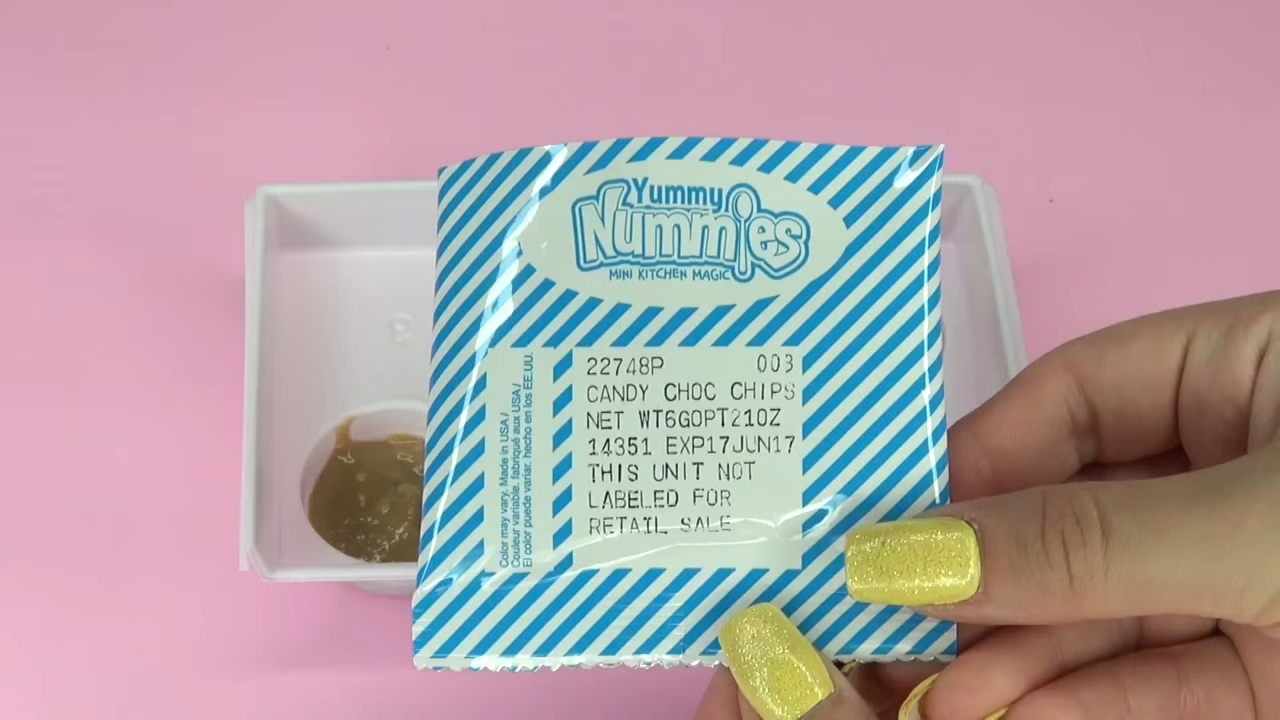 Yummy
Nummies
MINI KITCHEN MAGIC
22748P 003
CANDY CHOC CHIPS
NET WT6G0PT21OZ
14351 EXP17JUN17
THIS UNIT NOT
LABELED FOR
RETAIL SALE
Color may vary. Made in USA /
Couleur variable. fabriqué aux USA /
El color puede variar. hecho en los EE.UU.